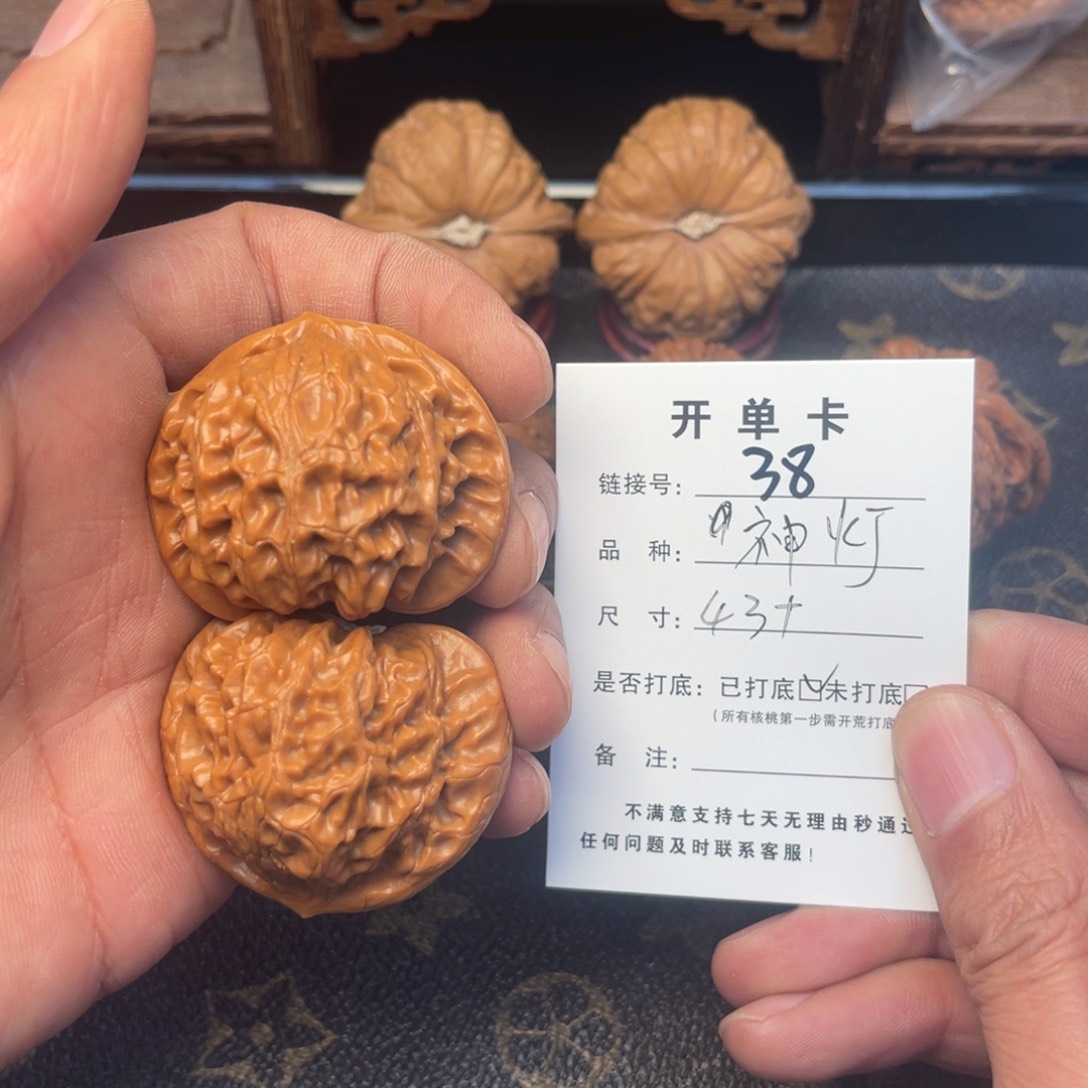 开单卡
链接号: 38
品 种: 神灯
尺 寸: 43+
是否打底: 已打底☑未打底□
(所有核桃第一步需开荒打底
备 注:
不满意支持七天无理由秒通过
任何问题及时联系客服!